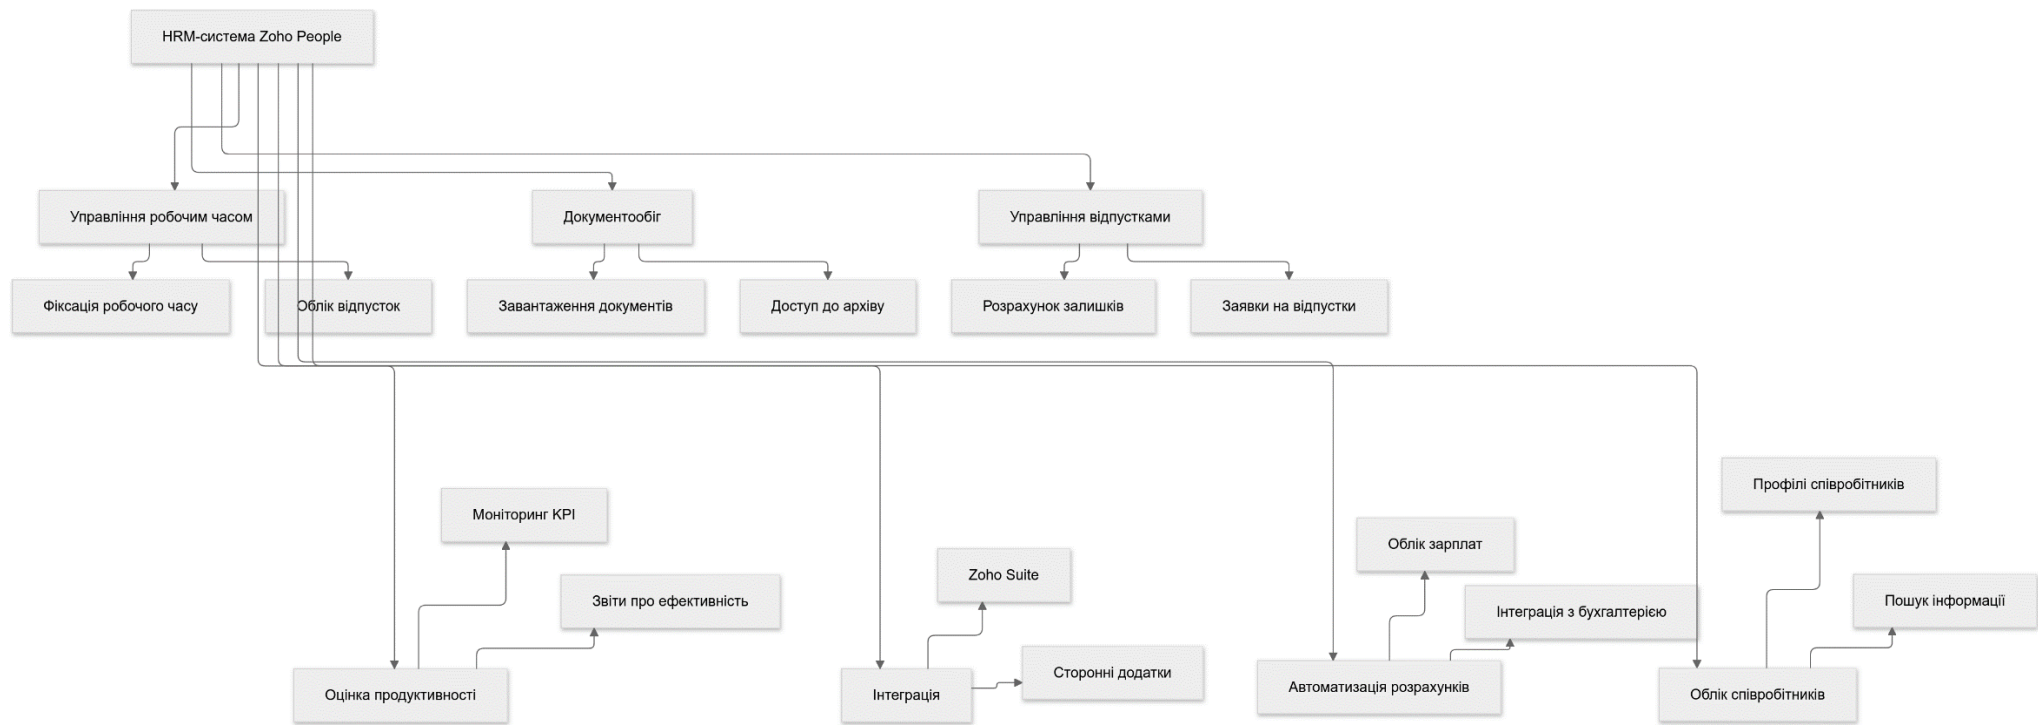 HRM-система Zoho People
Управління робочим часом
Документообіг
Управління відпустками
Фіксація робочого часу
Облік відпусток
Завантаження документів
Доступ до архіву
Розрахунок залишків
Заявки на відпустки
Профілі співробітників
Моніторинг KPI
Облік зарплат
Zoho Suite
Звіти про ефективність
Інтеграція з бухгалтерією
Пошук інформації
Сторонні додатки
Оцінка продуктивності
Інтеграція
Автоматизація розрахунків
Облік співробітників